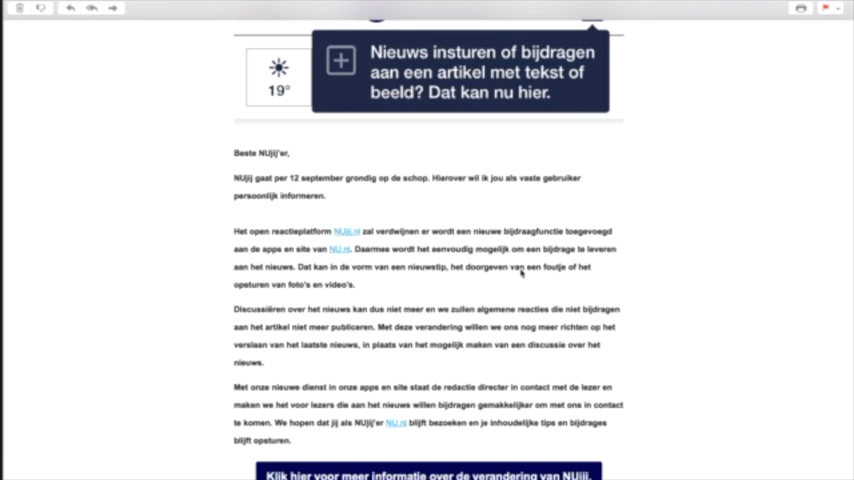 Nieuws insturen of bijdragen
aan een artikel met tekst of
beeld? Dat kan nu hier.
19°
Beste NUjij'er,
NUjij gaat per 12 september grondig op de schop. Hierover wil ik jou als vaste gebruiker
persoonlijk informeren.
Het open reactieplatform NUjij.nl zal verdwijnen er wordt een nieuwe bijdraagfunctie toegevoegd
aan de apps en site van NU.nl. Daarmee wordt het eenvoudig mogelijk om een bijdrage te leveren
aan het nieuws. Dat kan in de vorm van een nieuwstip, het doorgeven van een foutje of het
opsturen van foto's en video's.
Discussiëren over het nieuws kan dus niet meer en we zullen algemene reacties die niet bijdragen
aan het artikel niet meer publiceren. Met deze verandering willen we ons nog meer richten op het
verslaan van het laatste nieuws, in plaats van het mogelijk maken van een discussie over het
nieuws.
Met onze nieuwe dienst in onze apps en site staat de redactie directer in contact met de lezer en
maken we het voor lezers die aan het nieuws willen bijdragen gemakkelijker om met ons in contact
te komen. We hopen dat jij als NUjij'er NU.nl blijft bezoeken en je inhoudelijke tips en bijdrages
blijft opsturen.
Klik hier voor meer informatie over de verandering van NUjij.